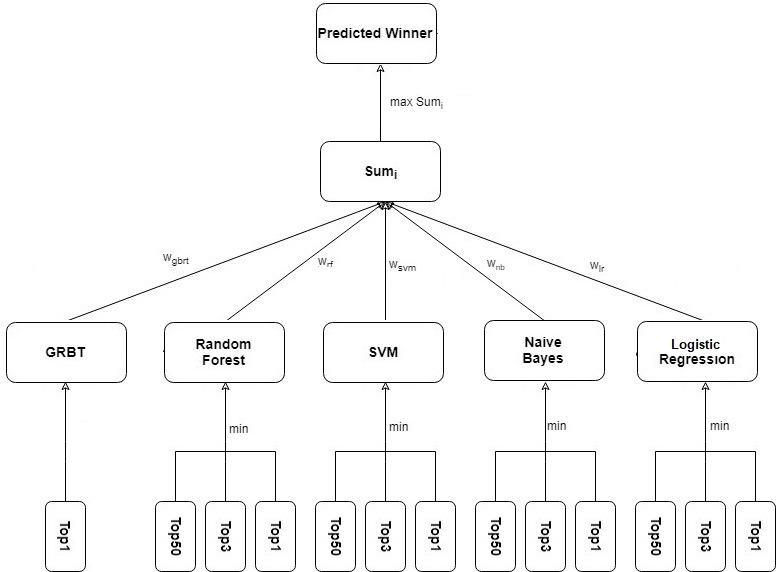 Predicted Winner
max Sumi
Sumi
wgbrt
wrf
wsvm
wnb
wlr
GRBT
Random
Forest
SVM
Naive
Bayes
Logistic
Regression
min
min
min
min
Top1
Top50
Top3
Top1
Top50
Top3
Top1
Top50
Top3
Top1
Top50
Top3
Top1